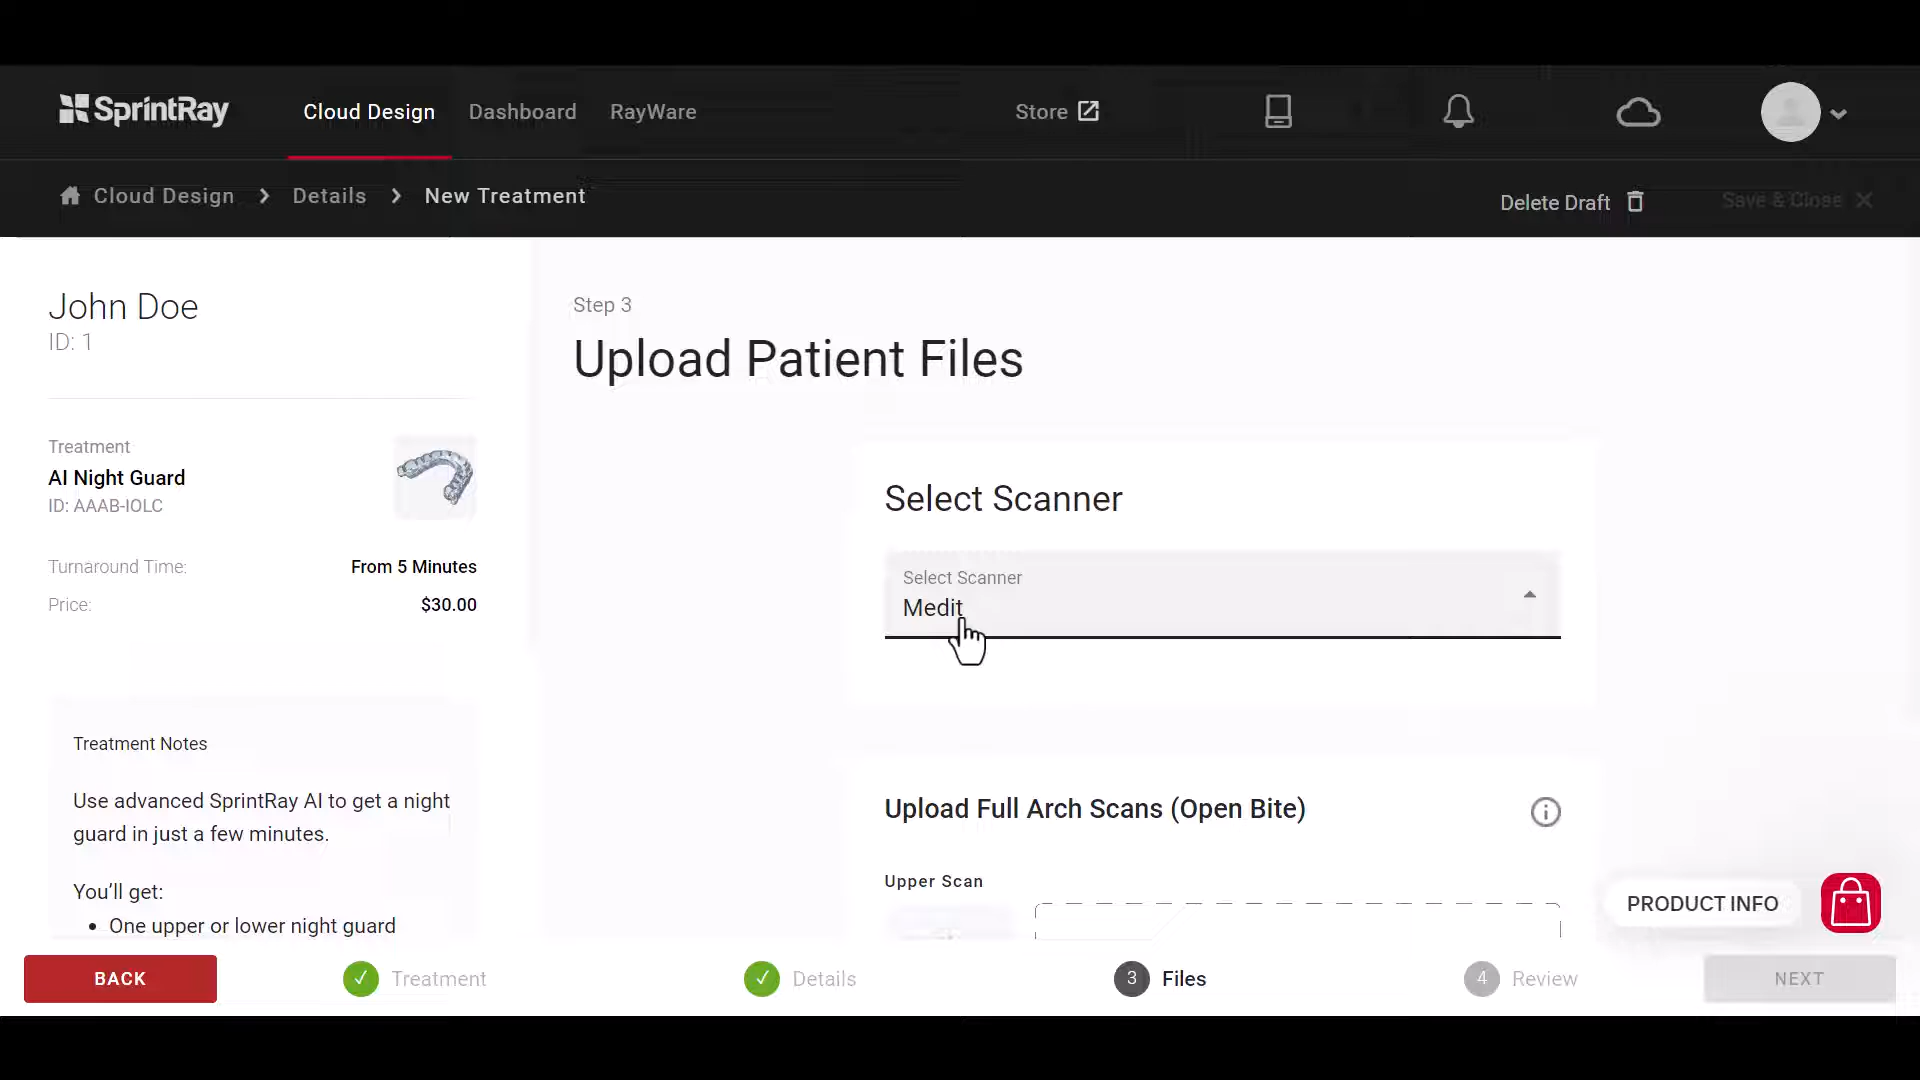 SprintRay
Cloud Design
Dashboard
RayWare
Store
Cloud Design > Details > New Treatment
Delete Draft
Save & Close
John Doe
ID: 1
Treatment
AI Night Guard
ID: AAAB-IOLC
Turnaround Time:
From 5 Minutes
Price:
$30.00
Treatment Notes
Use advanced SprintRay AI to get a night
guard in just a few minutes.
You’ll get:
• One upper or lower night guard
Step 3
Upload Patient Files
Select Scanner
Select Scanner
Medit
Upload Full Arch Scans (Open Bite)
Upper Scan
PRODUCT INFO
BACK
Treatment
Details
3 Files
4 Review
NEXT